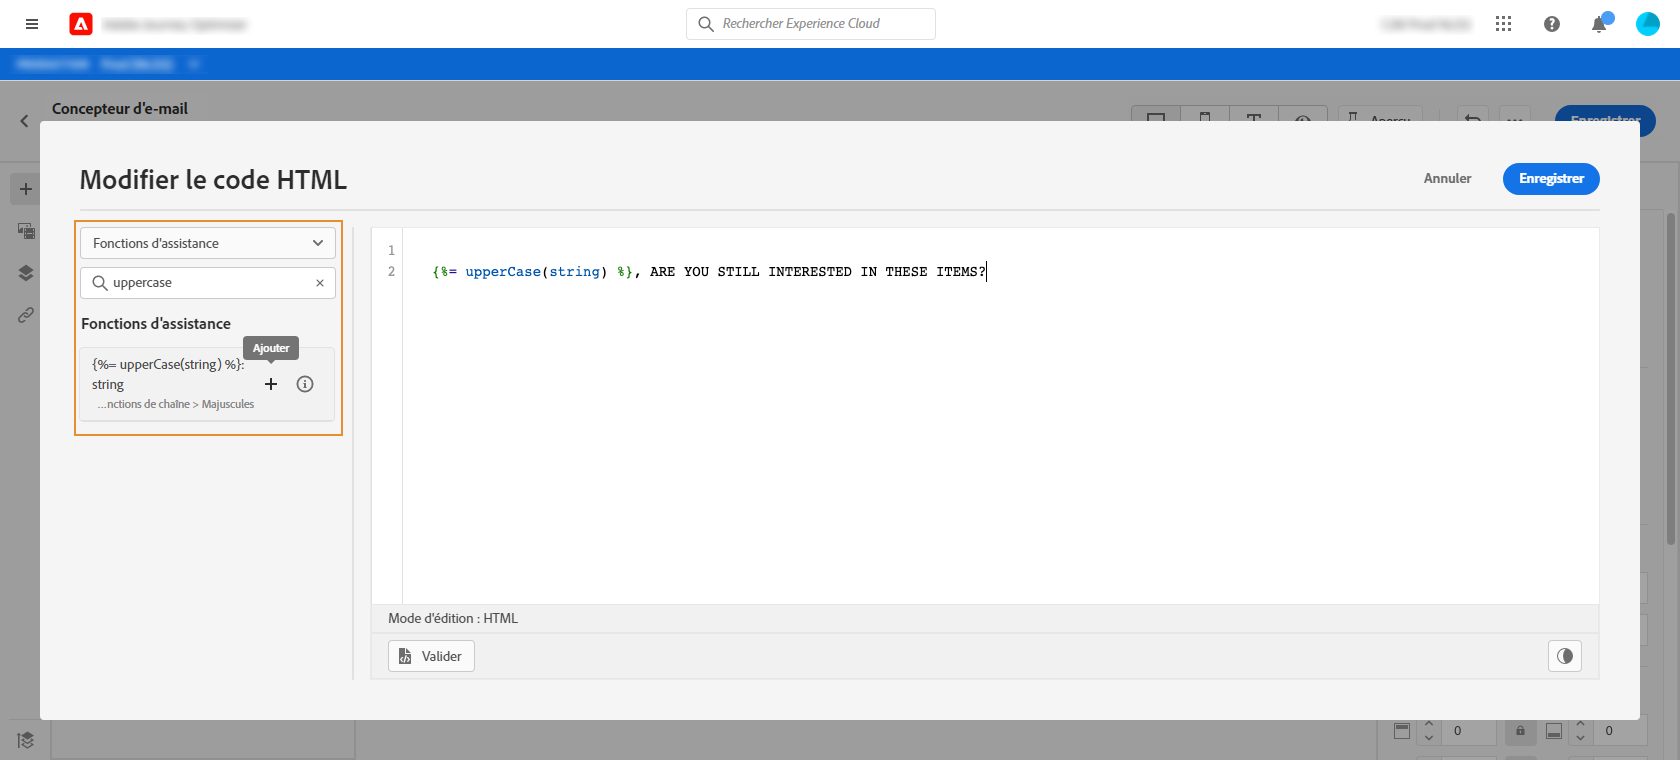 Rechercher Experience Cloud
Concepteur d'e-mail
Aperçu
Enregistrer
Modifier le code HTML
Annuler
Enregistrer
Fonctions d'assistance
uppercase
Fonctions d'assistance
Ajouter
{%= upperCase(string) %}:
string
...nctions de chaîne > Majuscules
1
2
{%= upperCase(string) %}, ARE YOU STILL INTERESTED IN THESE ITEMS?
Mode d'édition : HTML
Valider
0
0